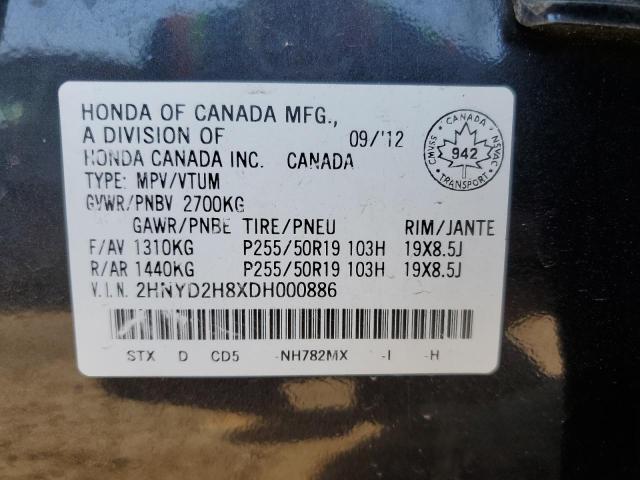 HONDA OF CANADA MFG.,
A DIVISION OF 09/'12
HONDA CANADA INC. CANADA
TYPE: MPV/VTUM
GVWR/PNBV 2700KG
GAWR/PNBE TIRE/PNEU RIM/JANTE
F/AV 1310KG P255/50R19 103H 19X8.5J
R/AR 1440KG P255/50R19 103H 19X8.5J
V.I.N. 2HNYD2H8XDH000886
STX D CD5 -NH782MX -I -H
CANADA
CMVSS 942 NSVAC
TRANSPORT